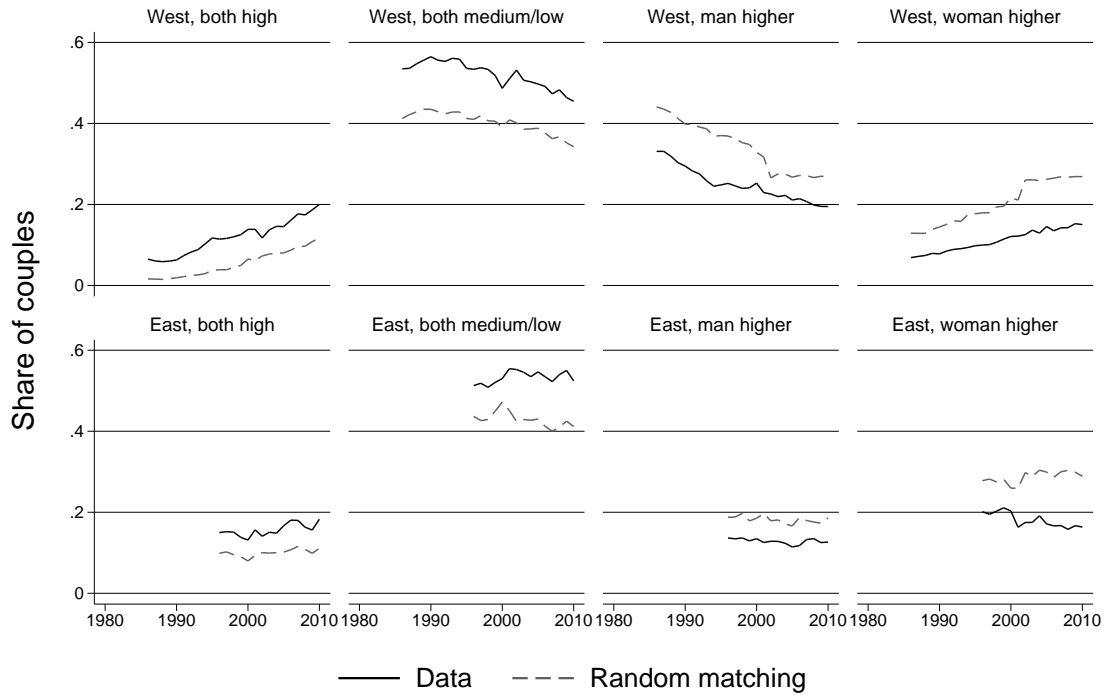 West, both high
West, both medium/low
West, man higher
West, woman higher
.6
.4
.2
0
East, both high
East, both medium/low
East, man higher
East, woman higher
.6
.4
.2
0
1980 1990 2000 2010 1980 1990 2000 2010 1980 1990 2000 2010 1980 1990 2000 2010
Share of couples
Data Random matching